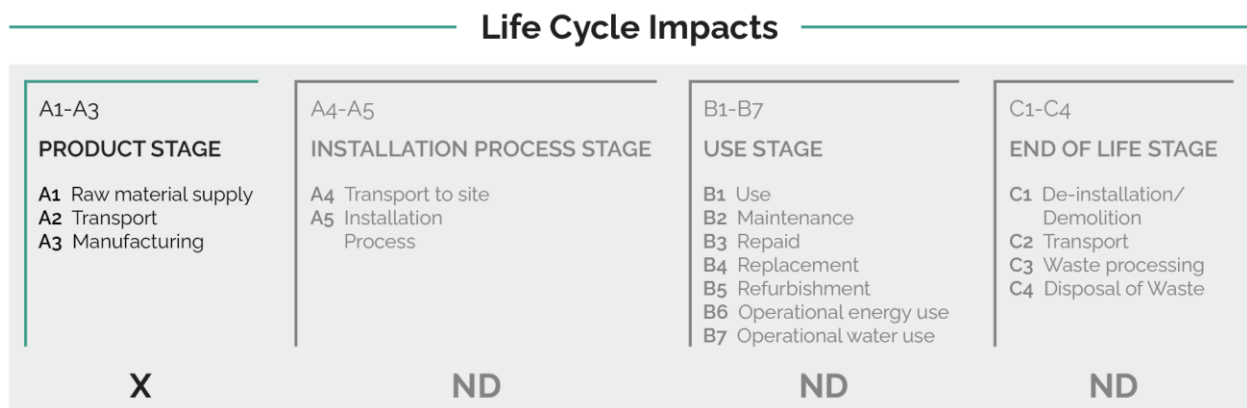 Life Cycle Impacts
A1-A3
PRODUCT STAGE
A1 Raw material supply
A2 Transport
A3 Manufacturing
X
A4-A5
INSTALLATION PROCESS STAGE
A4 Transport to site
A5 Installation
Process
ND
B1-B7
USE STAGE
B1 Use
B2 Maintenance
B3 Repaid
B4 Replacement
B5 Refurbishment
B6 Operational energy use
B7 Operational water use
ND
C1-C4
END OF LIFE STAGE
C1 De-installation/
Demolition
C2 Transport
C3 Waste processing
C4 Disposal of Waste
ND